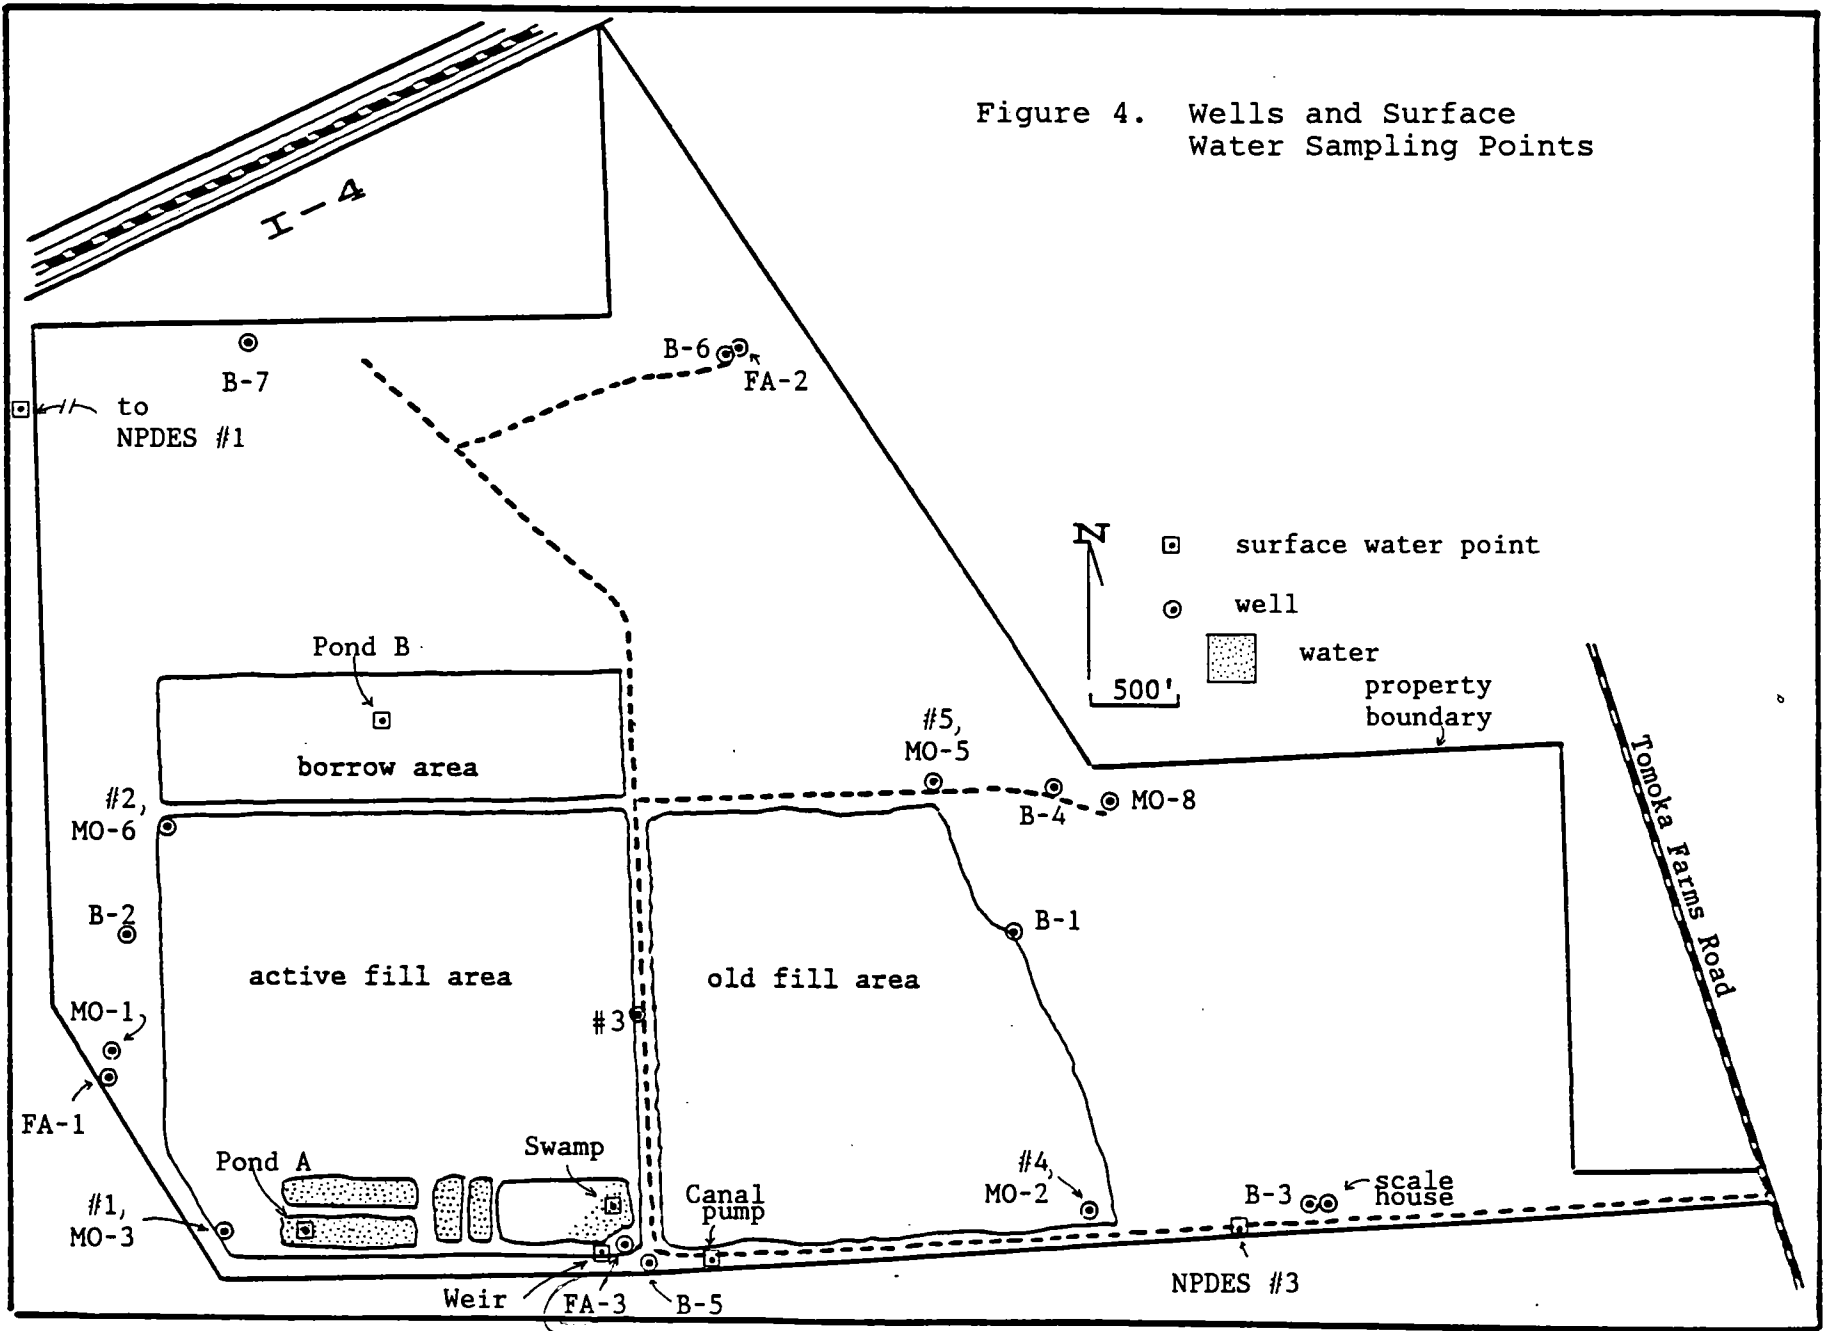 Figure 4. Wells and Surface
Water Sampling Points
I-4
B-7
to
NPDES #1
B-6
FA-2
N
500'
surface water point
well
water
property
boundary
Pond B
borrow area
#5,
MO-5
B-4
MO-8
#2,
MO-6
B-2
MO-1,
FA-1
active fill area
old fill area
B-1
#3
Tomoka Farms Road
Pond A
Swamp
Canal
pump
#4,
MO-2
B-3
scale
house
#1,
MO-3
Weir
FA-3
B-5
NPDES #3